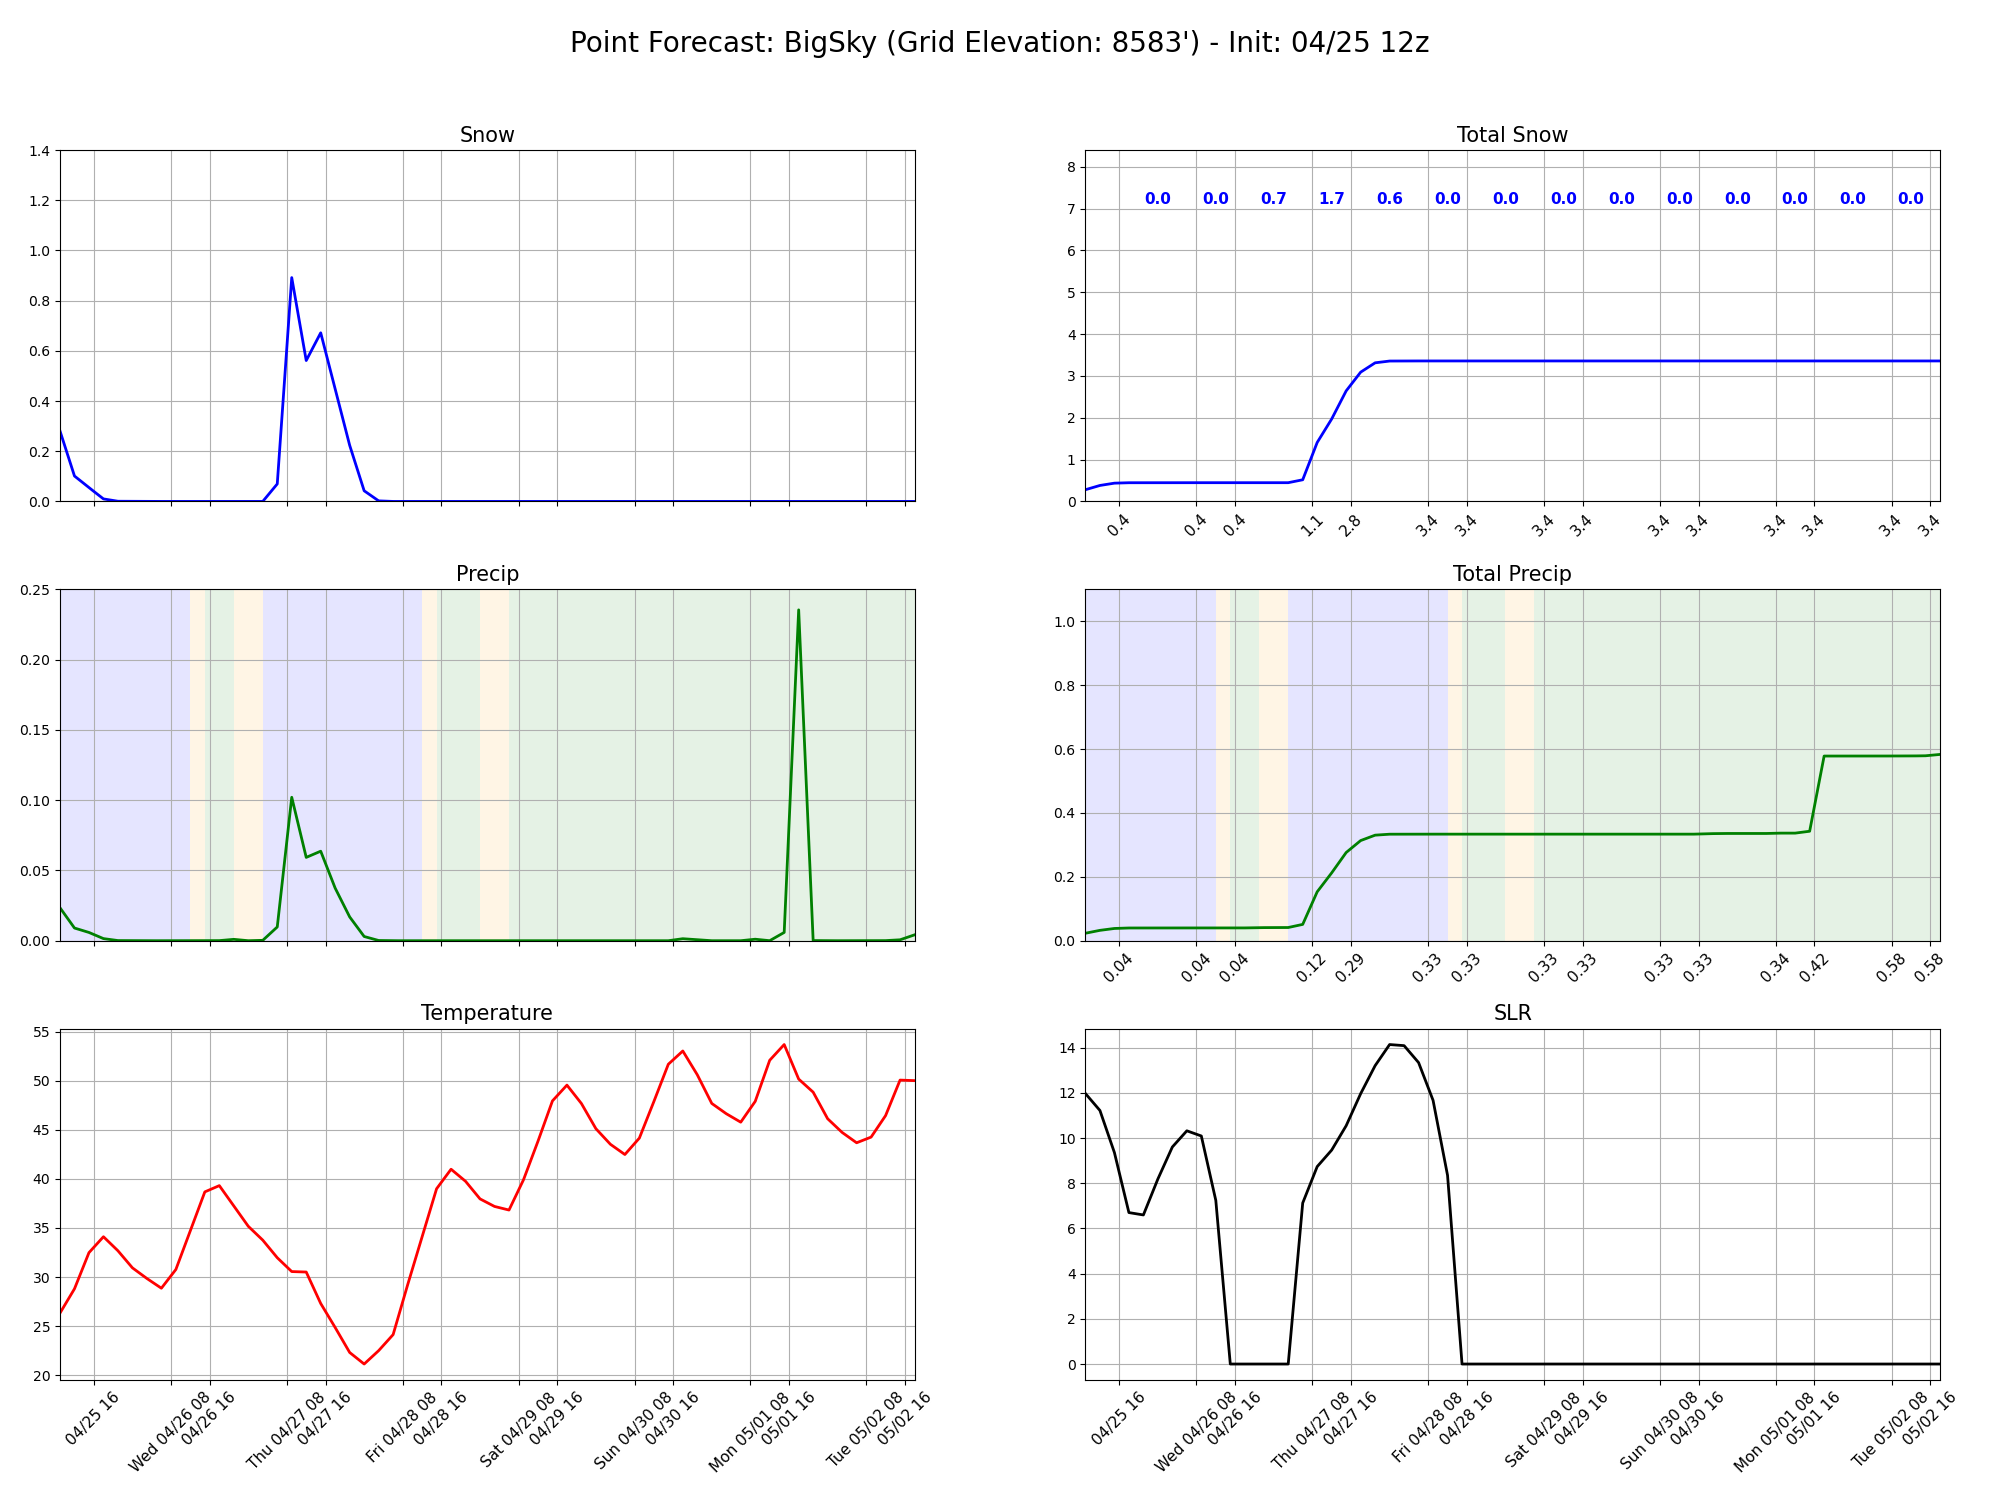 Point Forecast: BigSky (Grid Elevation: 8583') - Init: 04/25 12z
Snow
1.4
1.2
1.0
0.8
0.6
0.4
0.2
0.0
Total Snow
8
7
6
5
4
3
2
1
0
0.0 0.0 0.7 1.7 0.6 0.0 0.0 0.0 0.0 0.0 0.0 0.0 0.0 0.0
0.4 0.4 0.4 1.1 2.8 3.4 3.4 3.4 3.4 3.4 3.4 3.4 3.4 3.4 3.4
Precip
0.25
0.20
0.15
0.10
0.05
0.00
Total Precip
1.0
0.8
0.6
0.4
0.2
0.0
0.04 0.04 0.04 0.12 0.29 0.33 0.33 0.33 0.33 0.33 0.33 0.34 0.42 0.58 0.58
Temperature
55
50
45
40
35
30
25
20
04/25 16
Wed 04/26 08
04/26 16
Thu 04/27 08
04/27 16
Fri 04/28 08
04/28 16
Sat 04/29 08
04/29 16
Sun 04/30 08
04/30 16
Mon 05/01 08
05/01 16
Tue 05/02 08
05/02 16
SLR
14
12
10
8
6
4
2
0
04/25 16
Wed 04/26 08
04/26 16
Thu 04/27 08
04/27 16
Fri 04/28 08
04/28 16
Sat 04/29 08
04/29 16
Sun 04/30 08
04/30 16
Mon 05/01 08
05/01 16
Tue 05/02 08
05/02 16